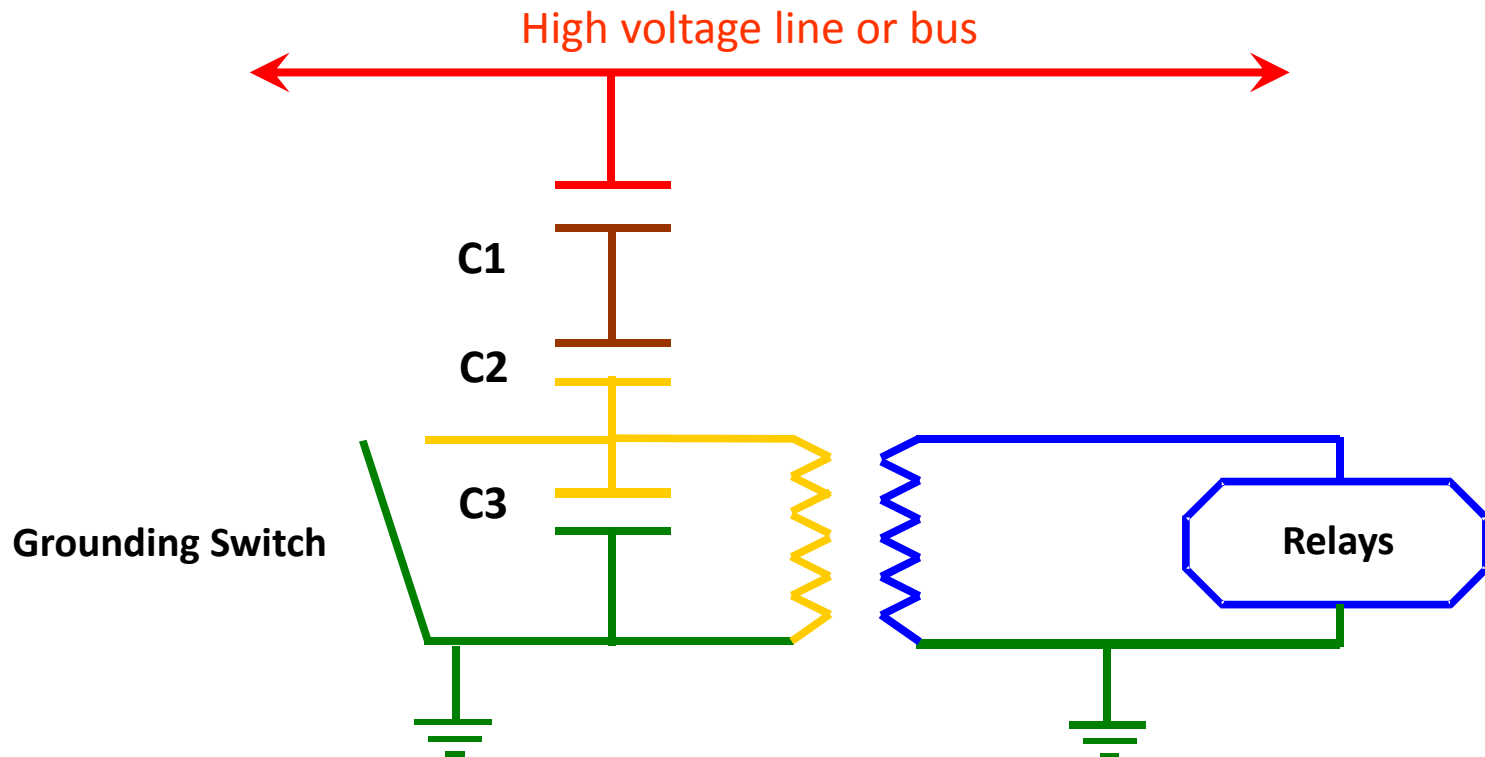 High voltage line or bus
C1
C2
C3
Grounding Switch
Relays